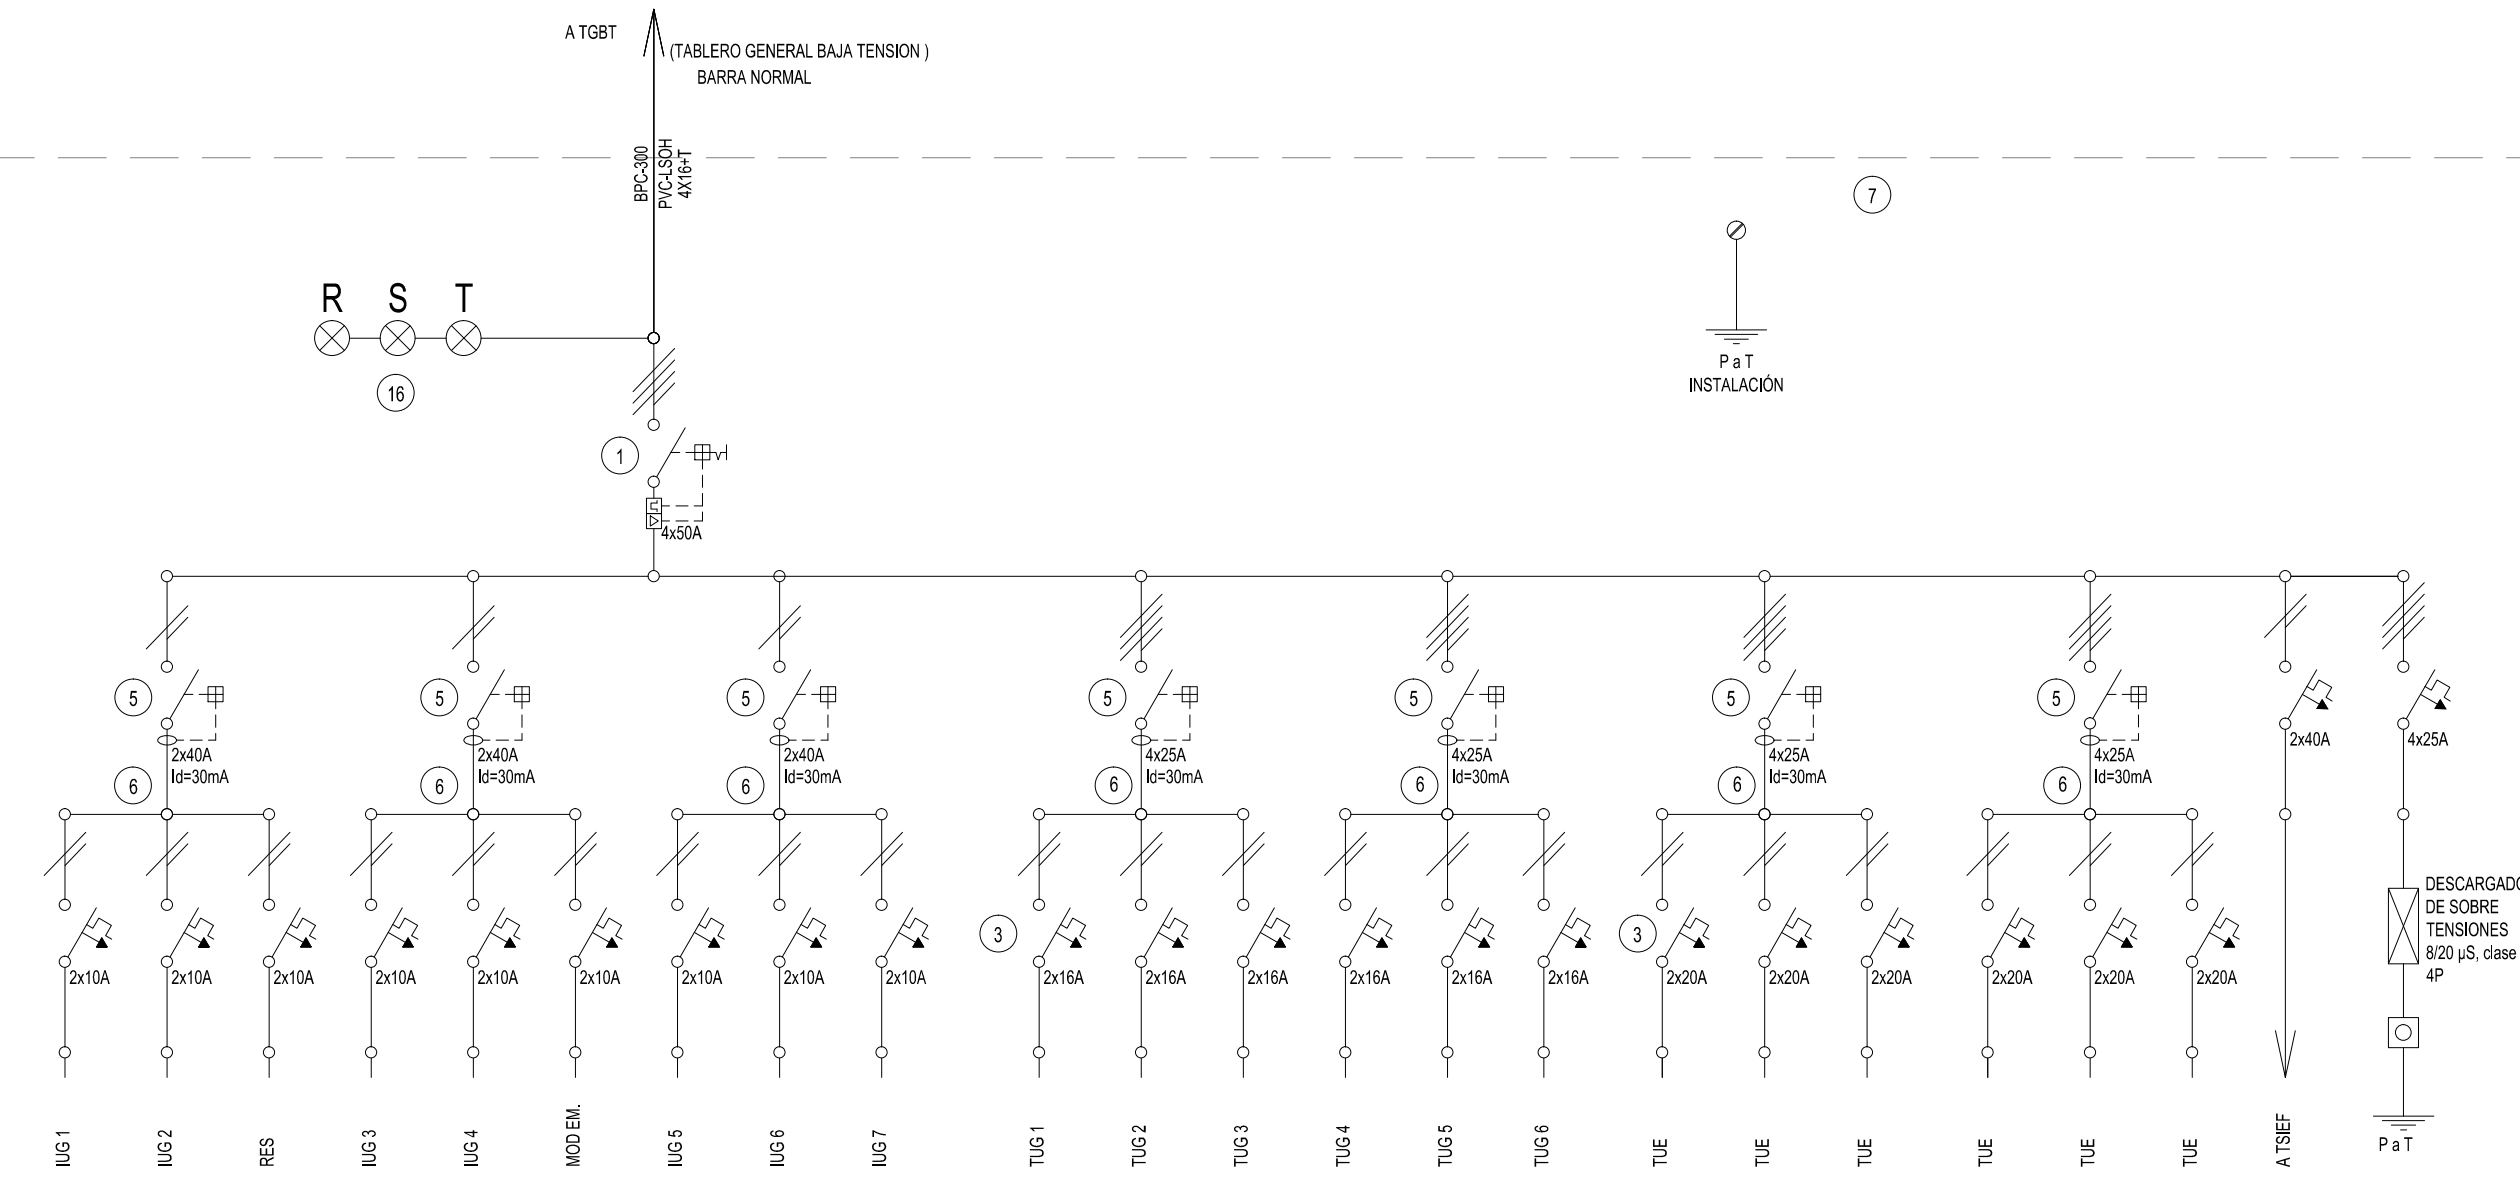 A TGBT
(TABLERO GENERAL BAJA TENSION )
BARRA NORMAL
BPC-300
PVC-LSOH
4X16+T
7
R S T
16
P a T
INSTALACIÓN
1
4x50A
5
5
5
5
5
5
5
2x40A
Id=30mA
2x40A
Id=30mA
2x40A
Id=30mA
4x25A
Id=30mA
4x25A
Id=30mA
4x25A
Id=30mA
4x25A
Id=30mA
2x40A
4x25A
6
6
6
6
6
6
6
3
3
DESCARGADO
DE SOBRE
TENSIONES
8/20 µS, clase
4P
2x10A
2x10A
2x10A
2x10A
2x10A
2x10A
2x10A
2x10A
2x10A
2x16A
2x16A
2x16A
2x16A
2x16A
2x16A
2x20A
2x20A
2x20A
2x20A
2x20A
2x20A
IUG 1
IUG 2
RES
IUG 3
IUG 4
MOD EM.
IUG 5
IUG 6
IUG 7
TUG 1
TUG 2
TUG 3
TUG 4
TUG 5
TUG 6
TUE
TUE
TUE
TUE
TUE
TUE
A TSIEF
P a T